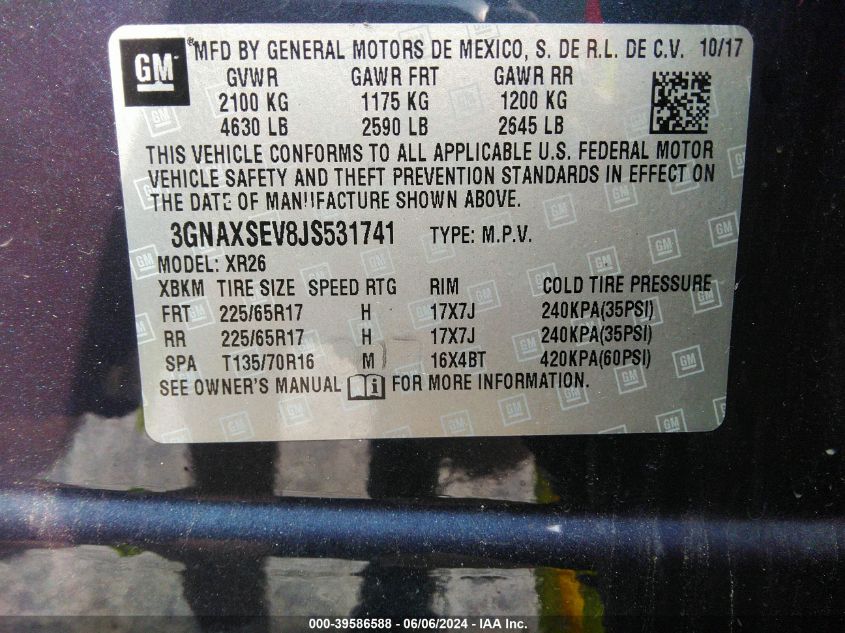 GM
®MFD BY GENERAL MOTORS DE MEXICO, S. DE R.L. DE C.V. 10/17
GVWR GAWR FRT GAWR RR
2100 KG 1175 KG 1200 KG
4630 LB 2590 LB 2645 LB
THIS VEHICLE CONFORMS TO ALL APPLICABLE U.S. FEDERAL MOTOR
VEHICLE SAFETY AND THEFT PREVENTION STANDARDS IN EFFECT ON
THE DATE OF MANUFACTURE SHOWN ABOVE.
3GNAXSEV8JS531741 TYPE: M.P.V.
MODEL: XR26
XBKM TIRE SIZE SPEED RTG RIM COLD TIRE PRESSURE
FRT 225/65R17 H 17X7J 240KPA(35PSI)
RR 225/65R17 H 17X7J 240KPA(35PSI)
SPA T135/70R16 M 16X4BT 420KPA(60PSI)
SEE OWNER'S MANUAL FOR MORE INFORMATION.
000-39586588 - 06/06/2024 - IAA Inc.